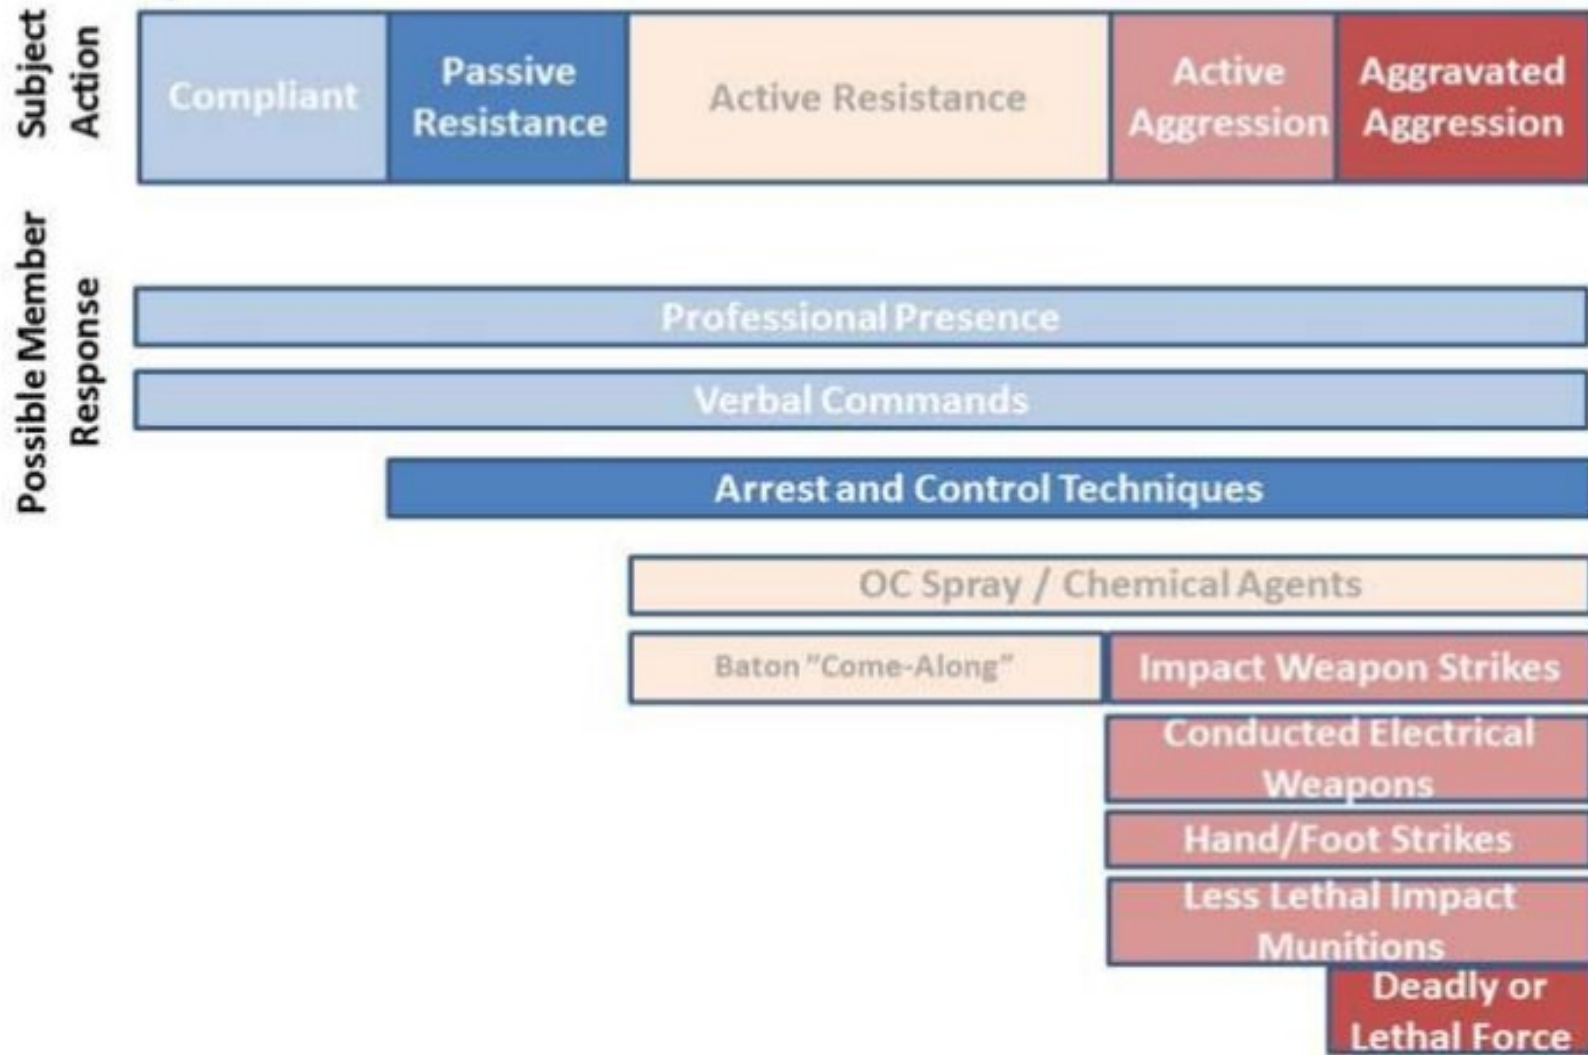 Subject
Action
Compliant
Passive
Resistance
Active Resistance
Active
Aggression
Aggravated
Aggression
Possible Member
Response
Professional Presence
Verbal Commands
Arrest and Control Techniques
OC Spray / Chemical Agents
Baton "Come-Along"
Impact Weapon Strikes
Conducted Electrical
Weapons
Hand/Foot Strikes
Less Lethal Impact
Munitions
Deadly or
Lethal Force